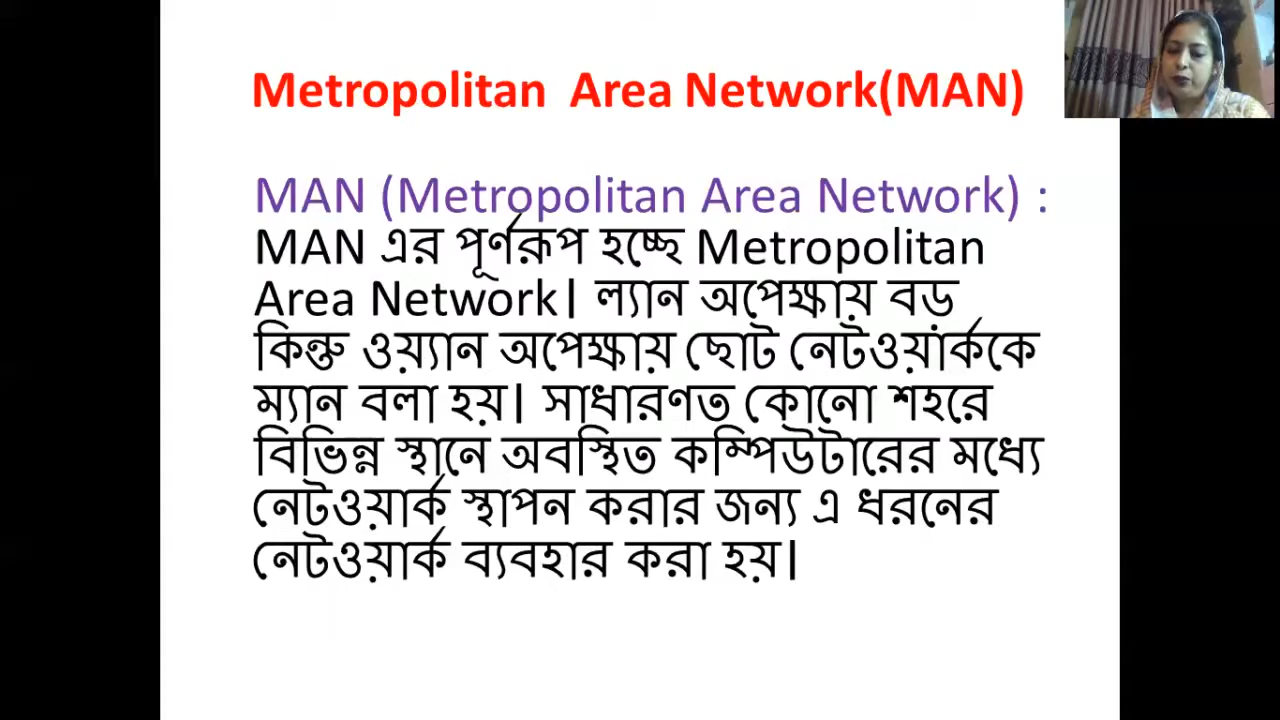 Metropolitan Area Network(MAN)
MAN (Metropolitan Area Network) :
MAN এর পূর্ণরূপ হচ্ছে Metropolitan
Area Network। ল্যান অপেক্ষায় বড়
কিন্তু ওয়্যান অপেক্ষায় ছোট নেটওয়ার্ককে
ম্যান বলা হয়। সাধারণত কোনো শহরে
বিভিন্ন স্থানে অবস্থিত কম্পিউটারের মধ্যে
নেটওয়ার্ক স্থাপন করার জন্য এ ধরনের
নেটওয়ার্ক ব্যবহার করা হয়।